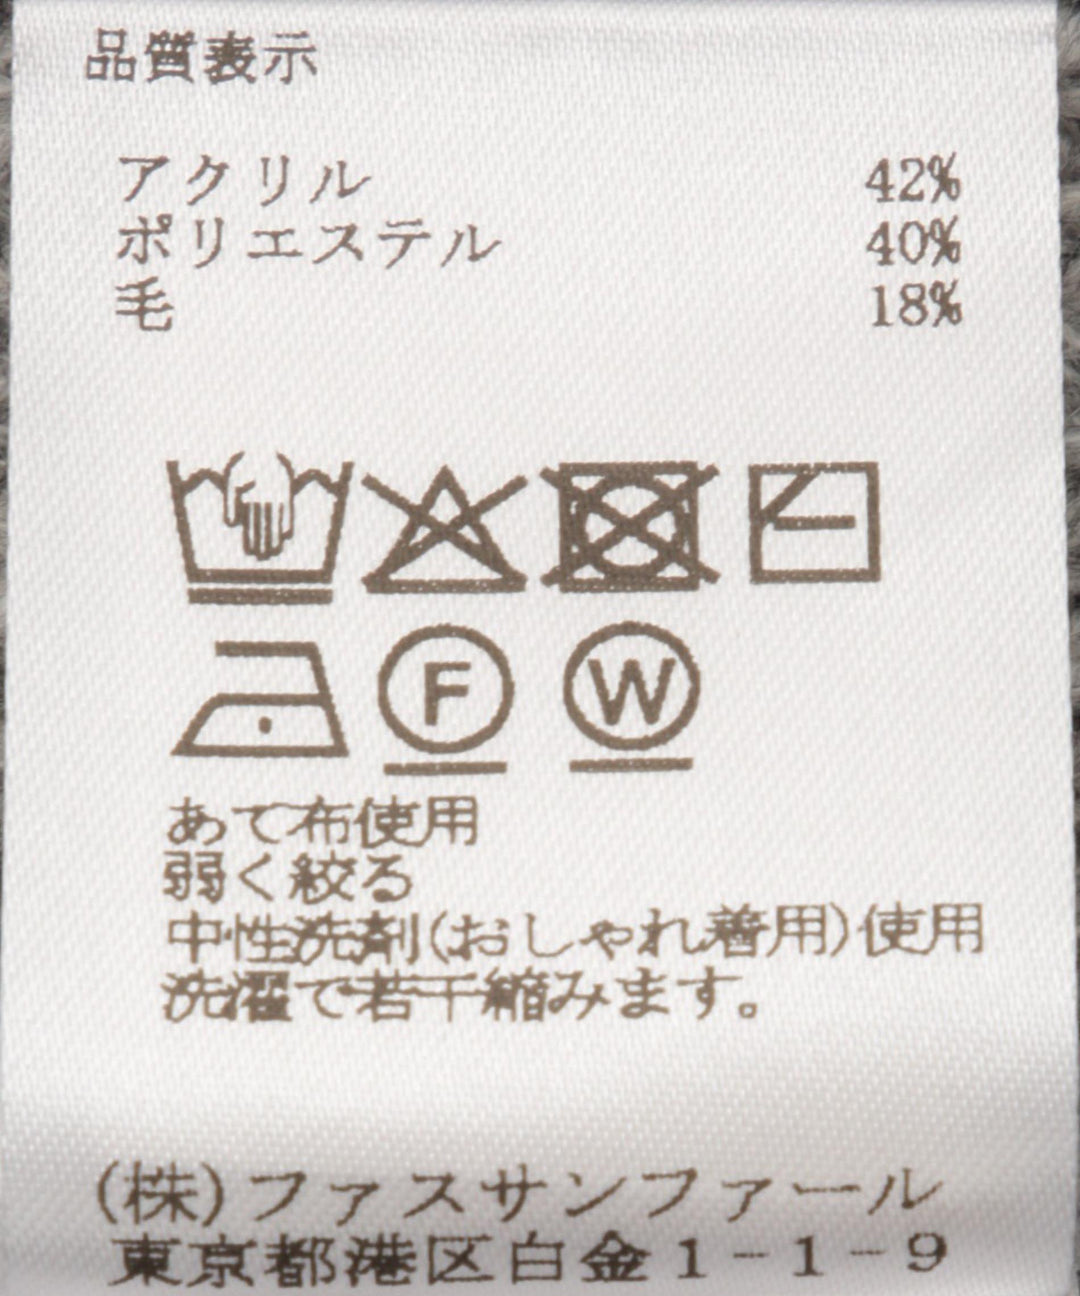 品質表示
アクリル 42%
ポリエステル 40%
毛 18%
F W
あて布使用
弱く絞る
中性洗剤(おしゃれ着用)使用
洗濯で若干縮みます。
(株)ファスサンファール
東京都港区白金1-1-9